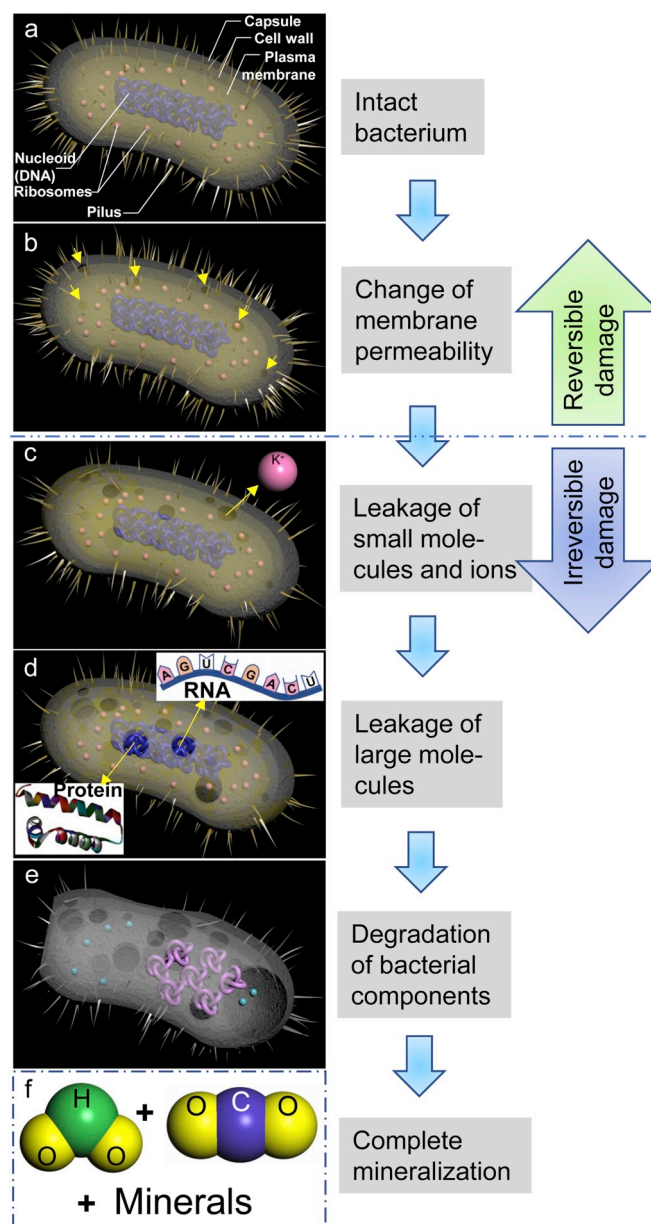 a
Capsule
Cell wall
Plasma
membrane
Nucleoid
(DNA)
Ribosomes
Pilus
Intact
bacterium
b
Change of
membrane
permeability
Reversible
damage
c
K+
Leakage of
small mole-
cules and ions
Irreversible
damage
d
A G U C G A C U
RNA
Protein
Leakage of
large mole-
cules
e
Degradation
of bacterial
components
f
H
O O
+
O C O
+ Minerals
Complete
mineralization